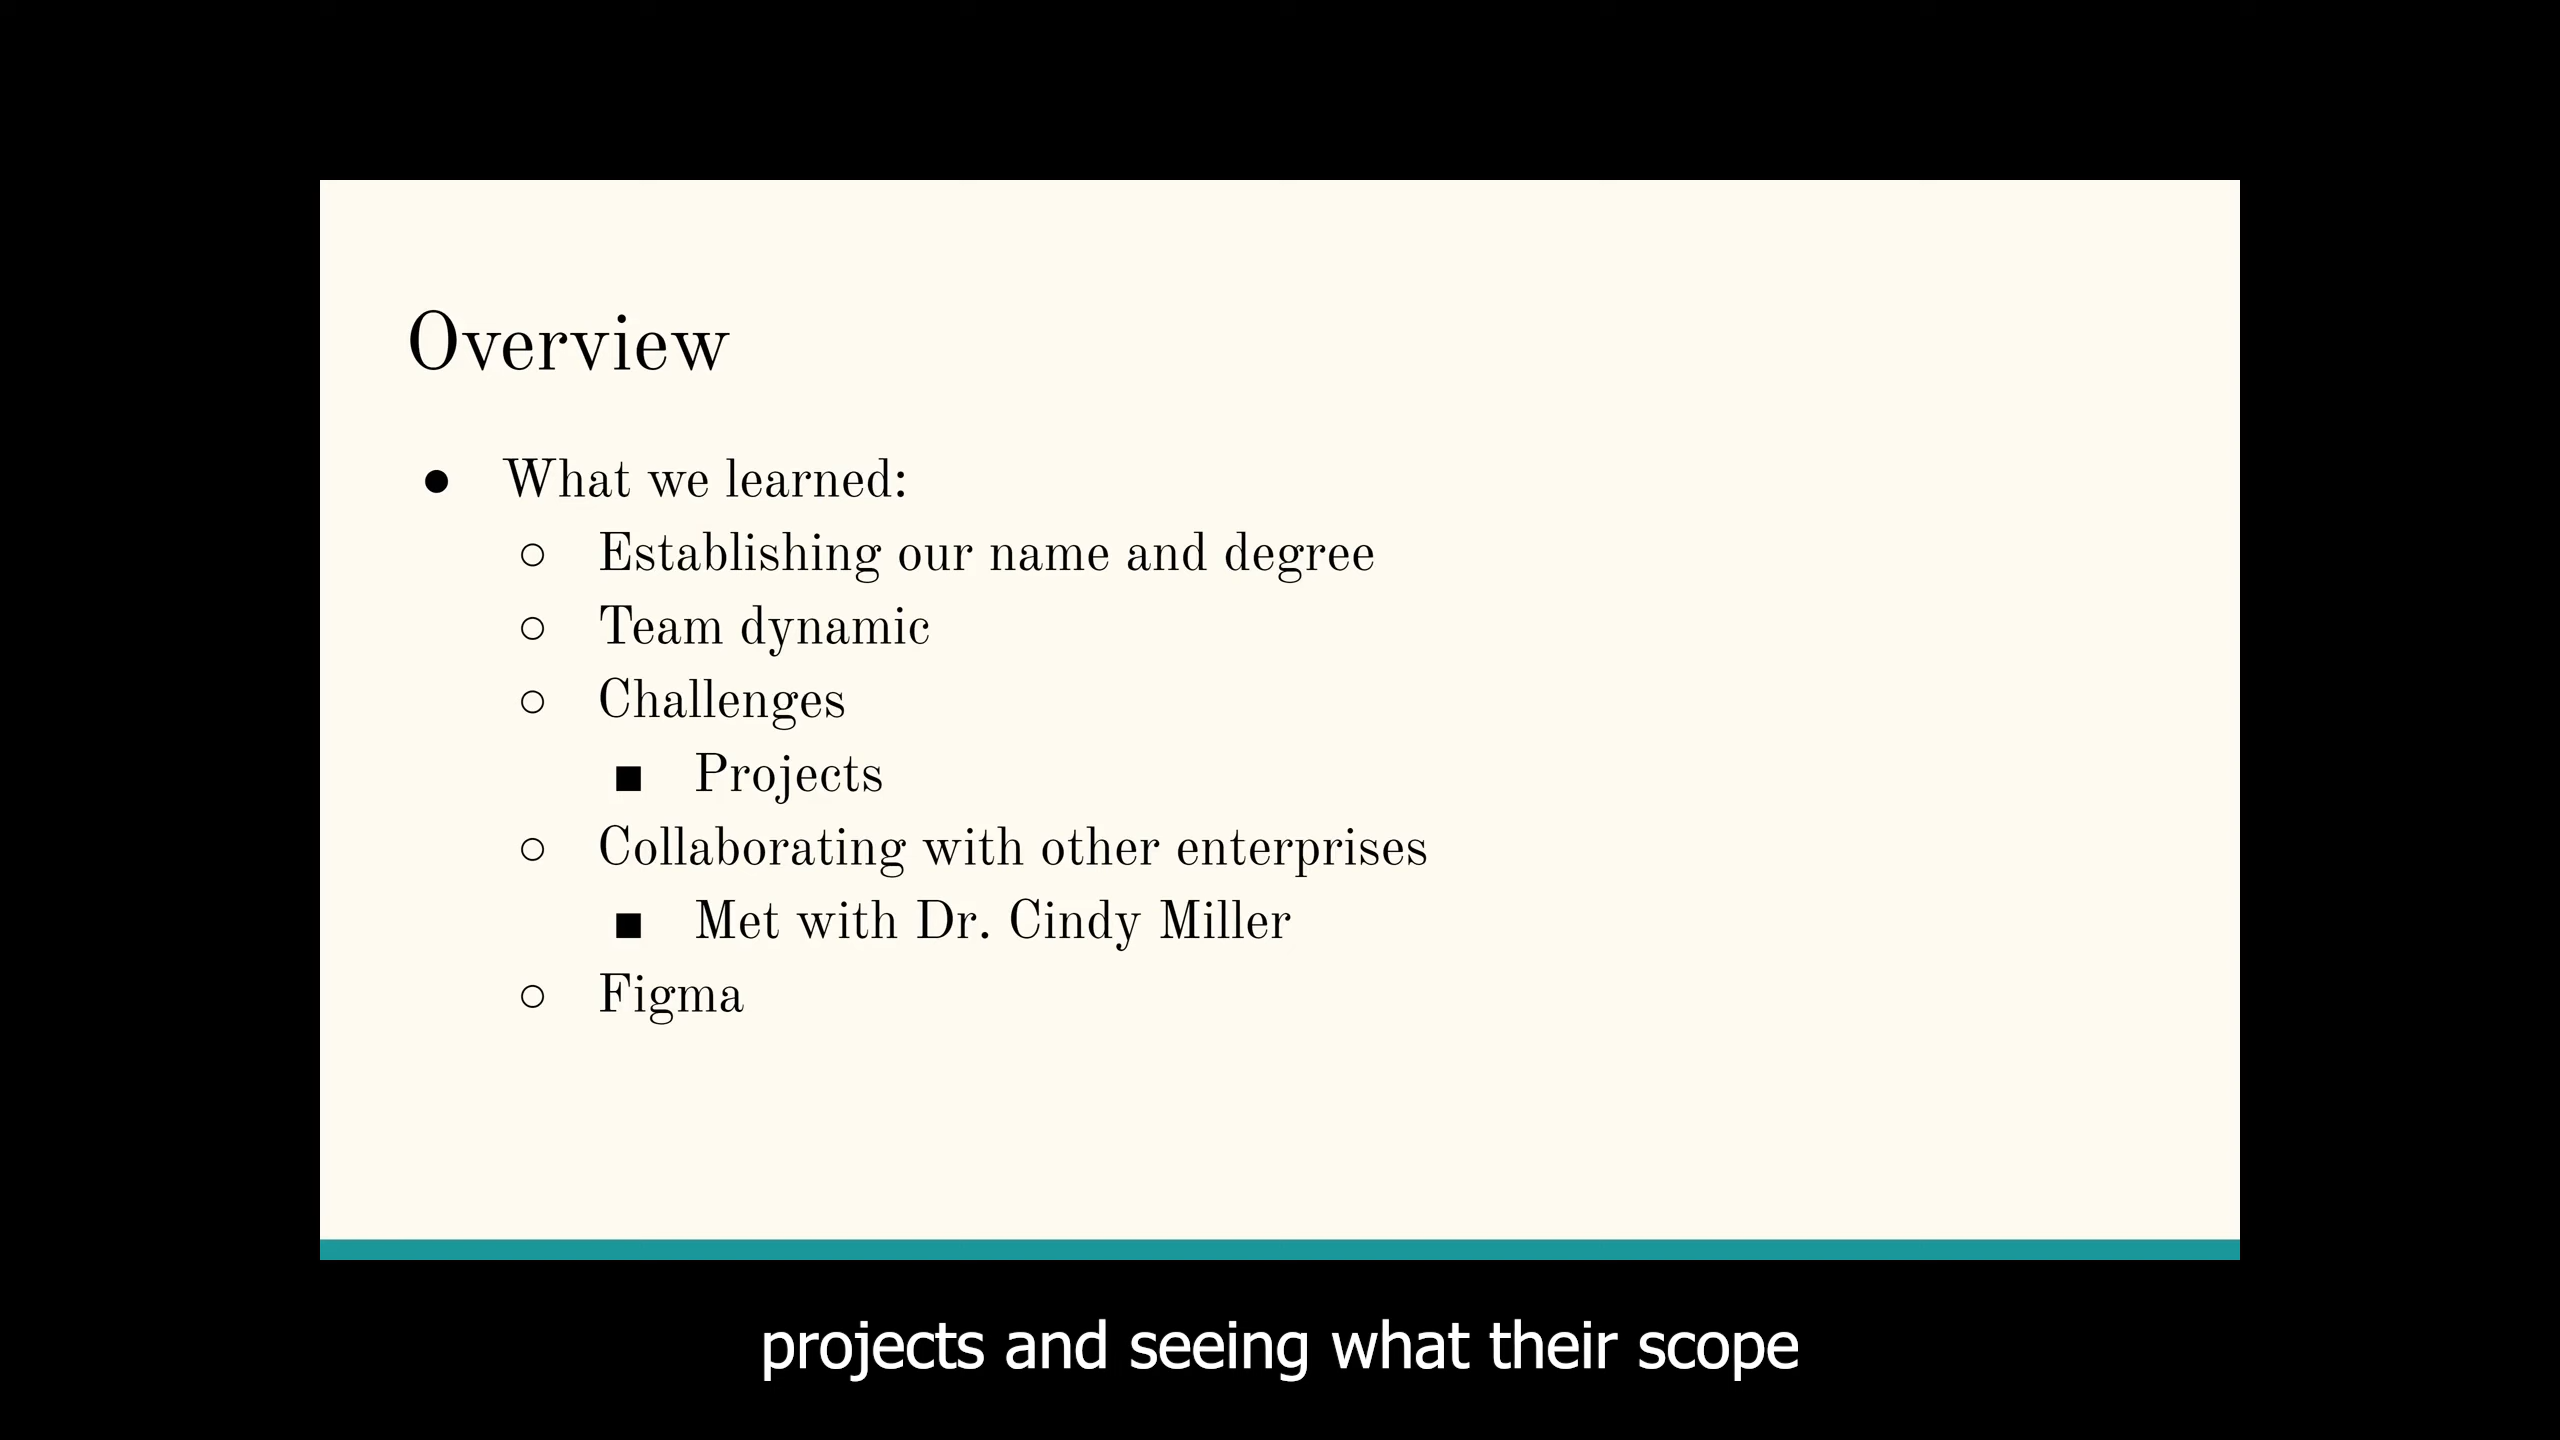 Overview
● What we learned:
○ Establishing our name and degree
○ Team dynamic
○ Challenges
■ Projects
○ Collaborating with other enterprises
■ Met with Dr. Cindy Miller
○ Figma
projects and seeing what their scope